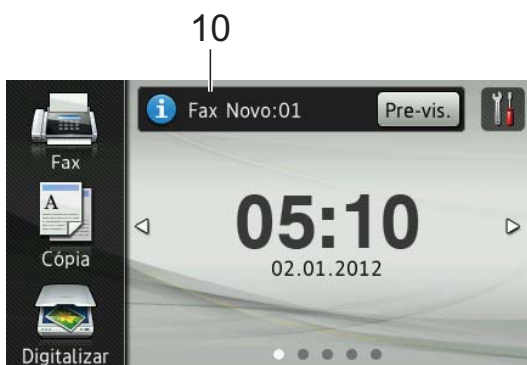 10
Fax Novo:01
Pre-vis.
Fax
A
05:10
Cópia
02.01.2012
Digitalizar